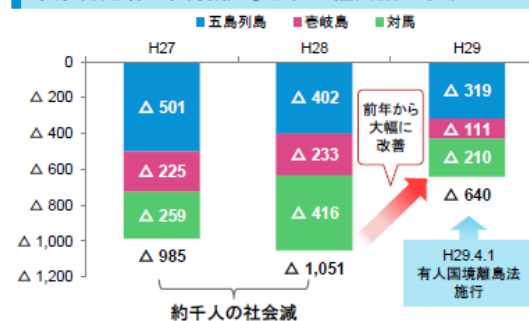 五島列島 壱岐島 対馬
H27 H28 H29
0
△ 200
△ 400
△ 600
△ 800
△ 1,000
△ 1,200
△ 501
△ 225
△ 259
△ 985
△ 402
△ 233
△ 416
△ 1,051
約千人の社会減
前年から
大幅に
改善
△ 319
△ 111
△ 210
△ 640
H29.4.1
有人国境離島法
施行